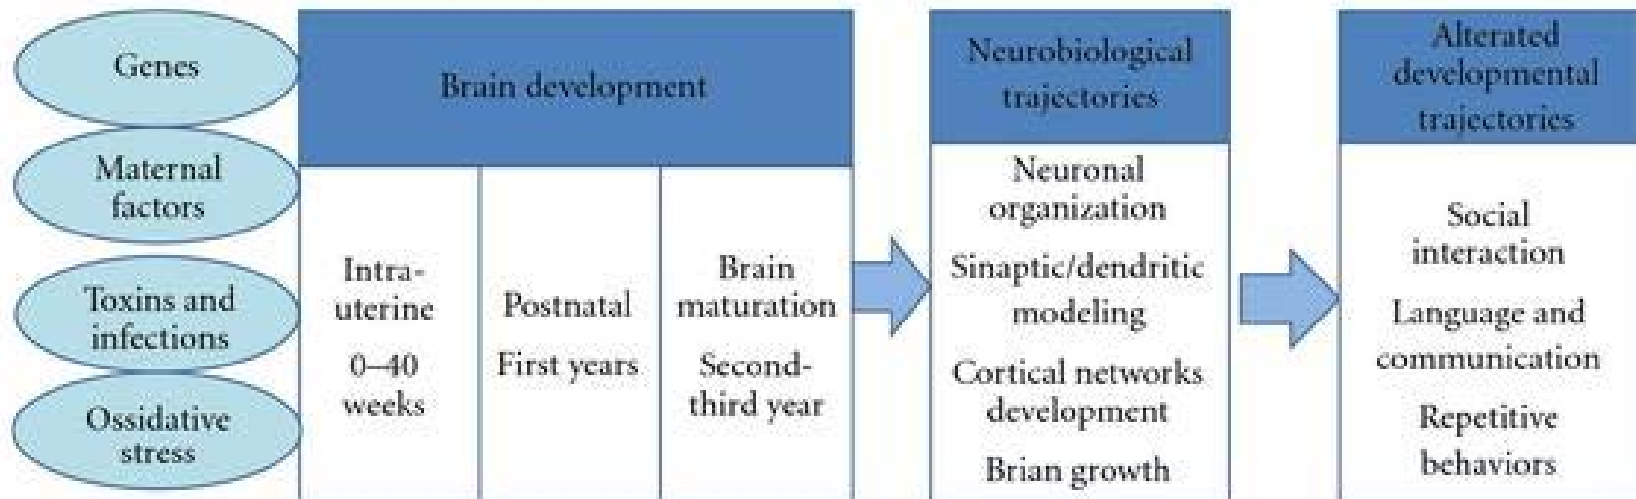 Genes
Maternal
factors
Toxins and
infections
Ossidative
stress
Brain development
Intra-
uterine
0–40
weeks
Postnatal
First years
Brain
maturation
Second-
third year
Neurobiological
trajectories
Neuronal
organization
Sinaptic/dendritic
modeling
Cortical networks
development
Brian growth
Alterated
developmental
trajectories
Social
interaction
Language and
communication
Repetitive
behaviors